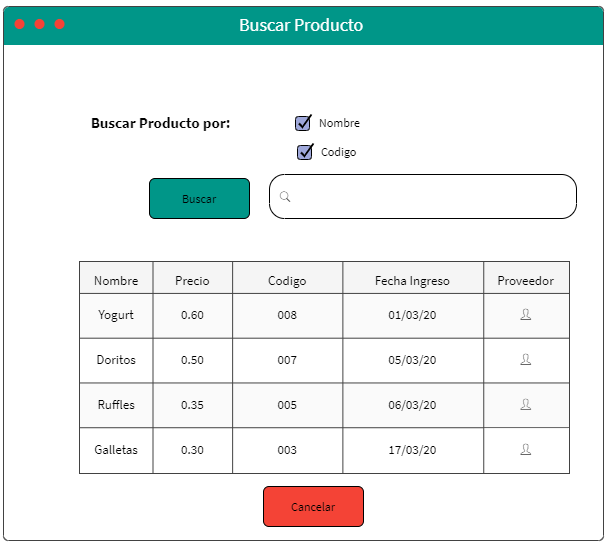 Buscar Producto
Buscar Producto por:
Nombre
Codigo
Buscar
Nombre Precio Codigo Fecha Ingreso Proveedor
Yogurt 0.60 008 01/03/20
Doritos 0.50 007 05/03/20
Ruffles 0.35 005 06/03/20
Galletas 0.30 003 17/03/20
Cancelar